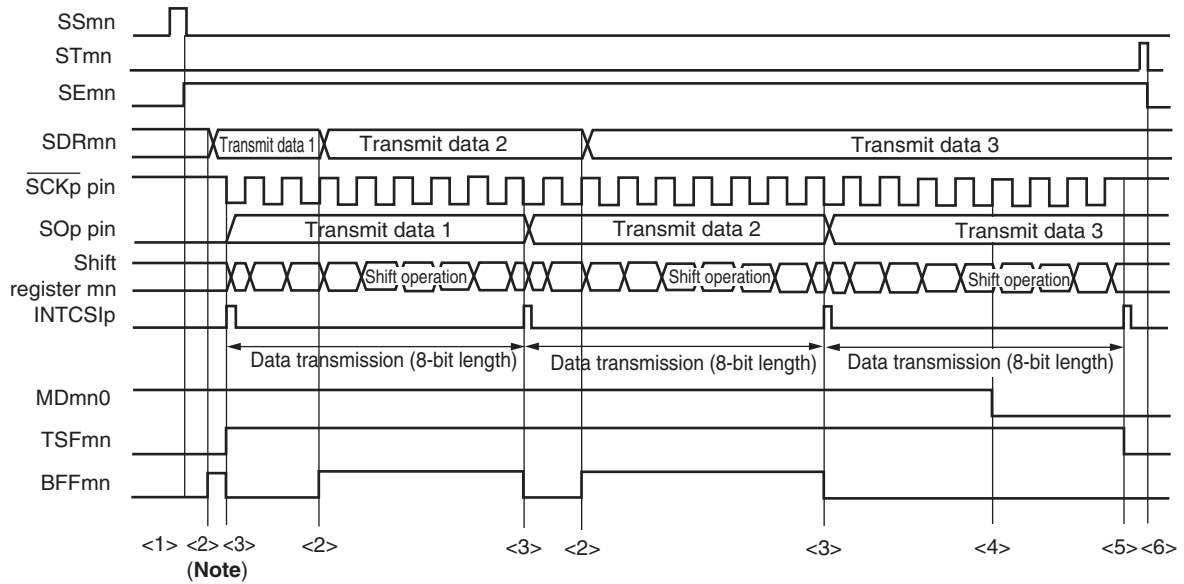 SSmn
STmn
SEmn
SDRmn
Transmit data 1
Transmit data 2
Transmit data 3
SCKp pin
SOp pin
Transmit data 1
Transmit data 2
Transmit data 3
Shift
register mn
Shift operation
Shift operation
Shift operation
INTCSIp
Data transmission (8-bit length)
Data transmission (8-bit length)
Data transmission (8-bit length)
MDmn0
TSFmn
BFFmn
<1> <2> <3> <2> <3> <2> <3> <4> <5> <6>
(Note)